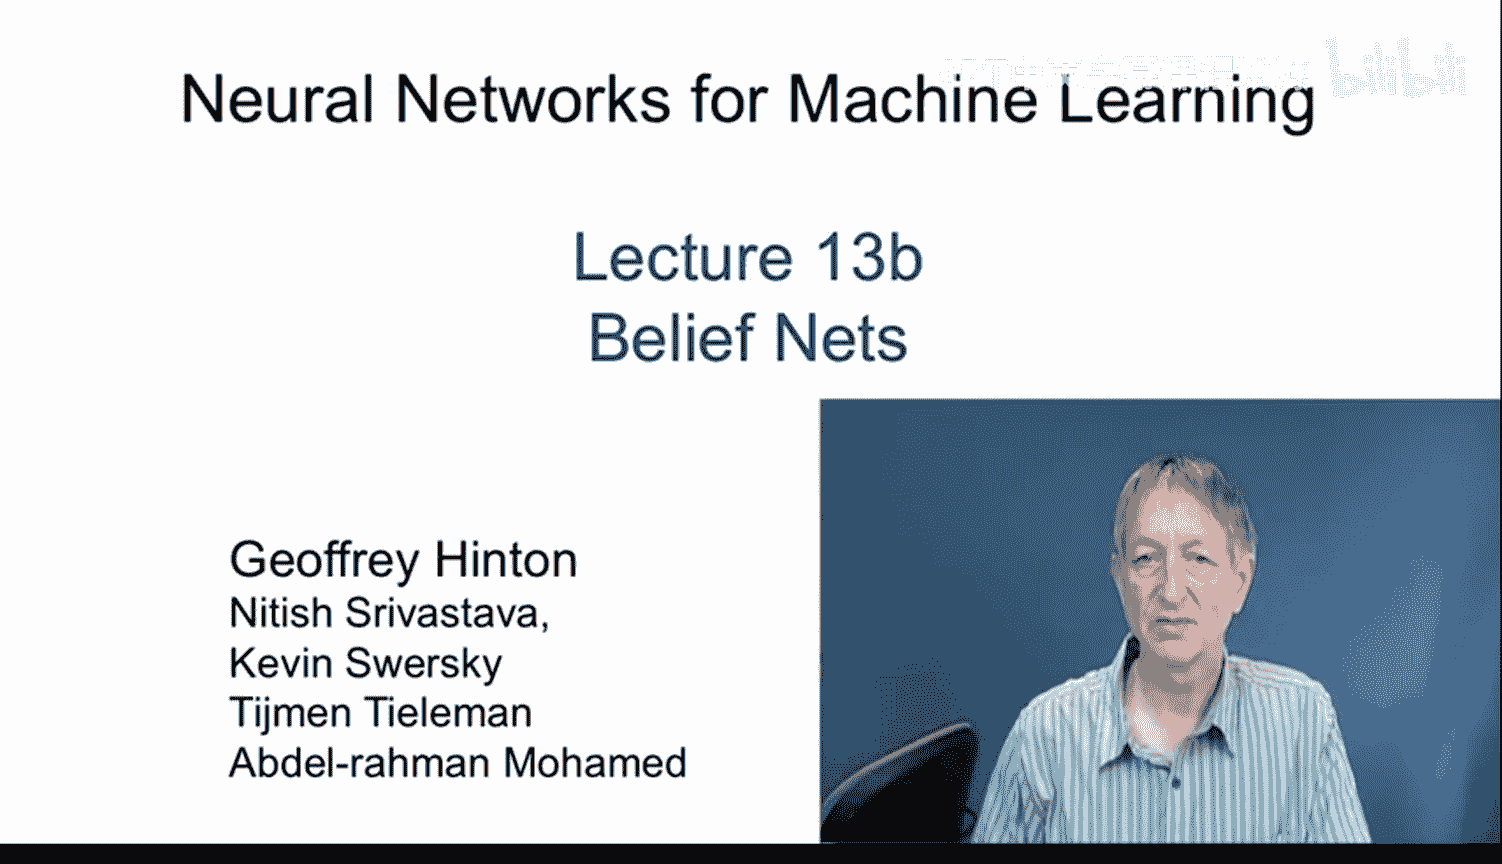 Neural Networks for Machine Learning
bilibili
Lecture 13b
Belief Nets
Geoffrey Hinton
Nitish Srivastava,
Kevin Swersky
Tijmen Tieleman
Abdel-rahman Mohamed